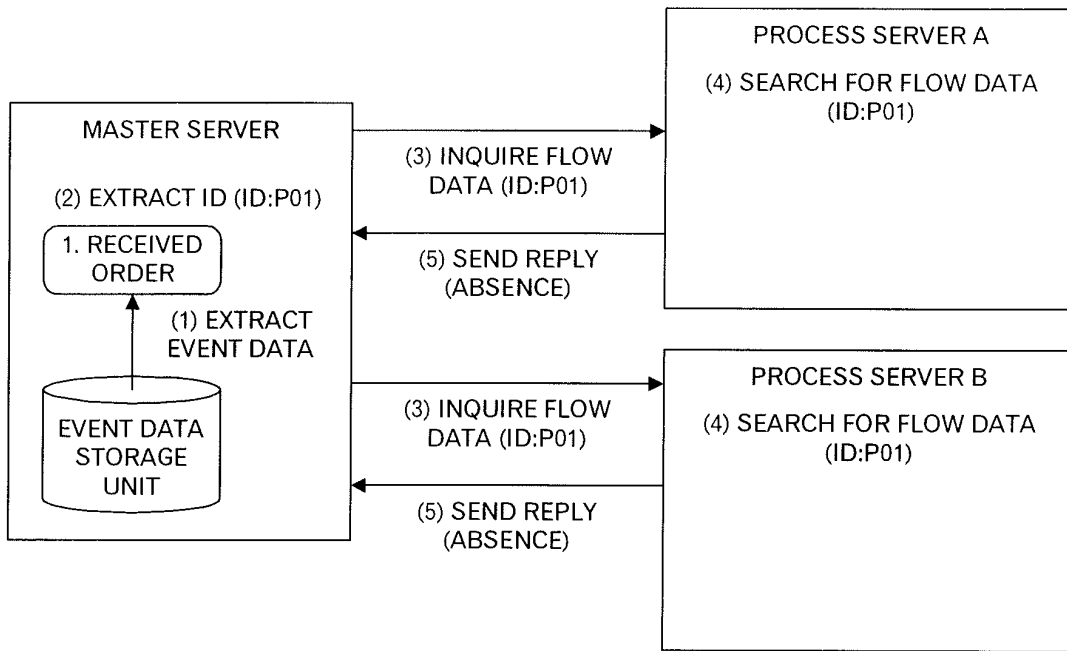 PROCESS SERVER A
(4) SEARCH FOR FLOW DATA
(ID:P01)
MASTER SERVER
(2) EXTRACT ID (ID:P01)
1. RECEIVED
ORDER
(1) EXTRACT
EVENT DATA
EVENT DATA
STORAGE
UNIT
(3) INQUIRE FLOW
DATA (ID:P01)
(5) SEND REPLY
(ABSENCE)
(3) INQUIRE FLOW
DATA (ID:P01)
(5) SEND REPLY
(ABSENCE)
PROCESS SERVER B
(4) SEARCH FOR FLOW DATA
(ID:P01)